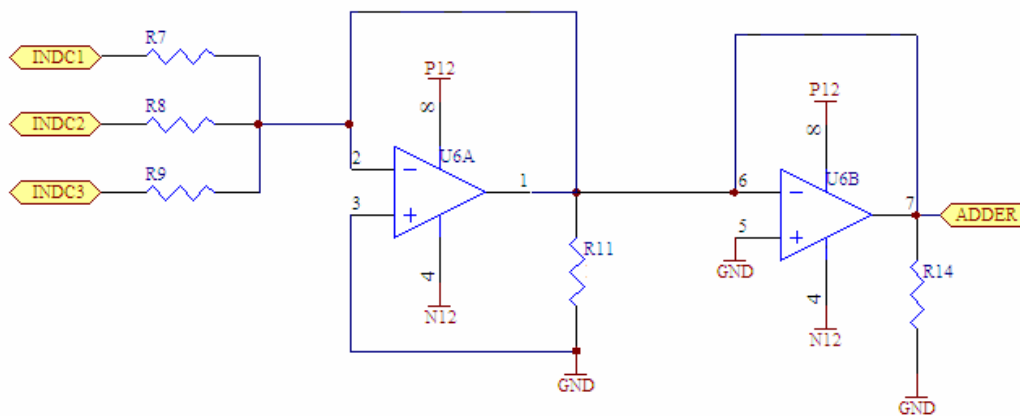 INDC1
R7
INDC2
R8
INDC3
R9
P12
8
U6A
2
3
1
4
N12
R11
GND
P12
8
U6B
6
5
7
GND
4
N12
ADDER
R14
GND